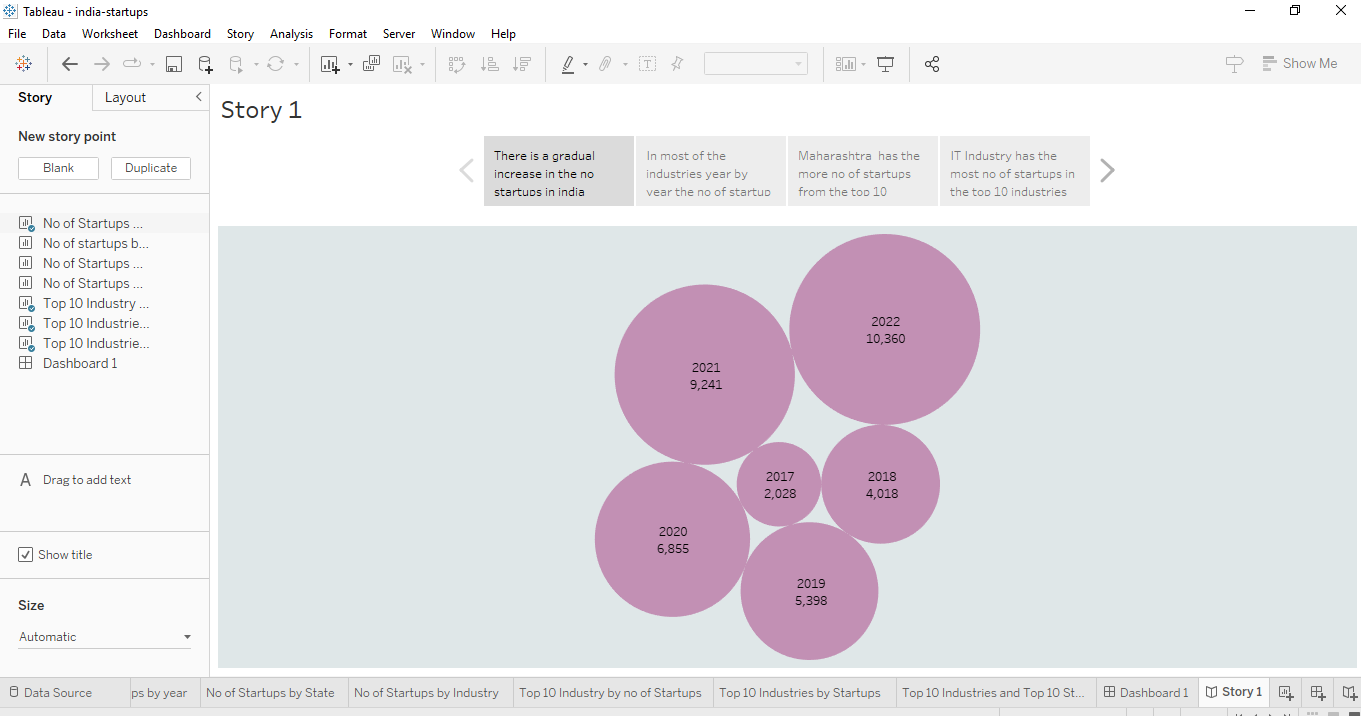 Tableau - india-startups
File Data Worksheet Dashboard Story Analysis Format Server Window Help
Show Me
Story Layout
New story point
Blank Duplicate
No of Startups ...
No of startups b...
No of Startups ...
No of Startups ...
Top 10 Industry ...
Top 10 Industrie...
Top 10 Industrie...
Dashboard 1
A Drag to add text
Show title
Size
Automatic
Story 1
There is a gradual
increase in the no
startups in india
In most of the
industries year by
year the no of startup
Maharashtra has the
more no of startups
from the top 10
IT Industry has the
most no of startups in
the top 10 industries
2022
10,360
2021
9,241
2017
2,028
2018
4,018
2020
6,855
2019
5,398
Data Source ps by year No of Startups by State No of Startups by Industry Top 10 Industry by no of Startups Top 10 Industries by Startups Top 10 Industries and Top 10 St... Dashboard 1 Story 1